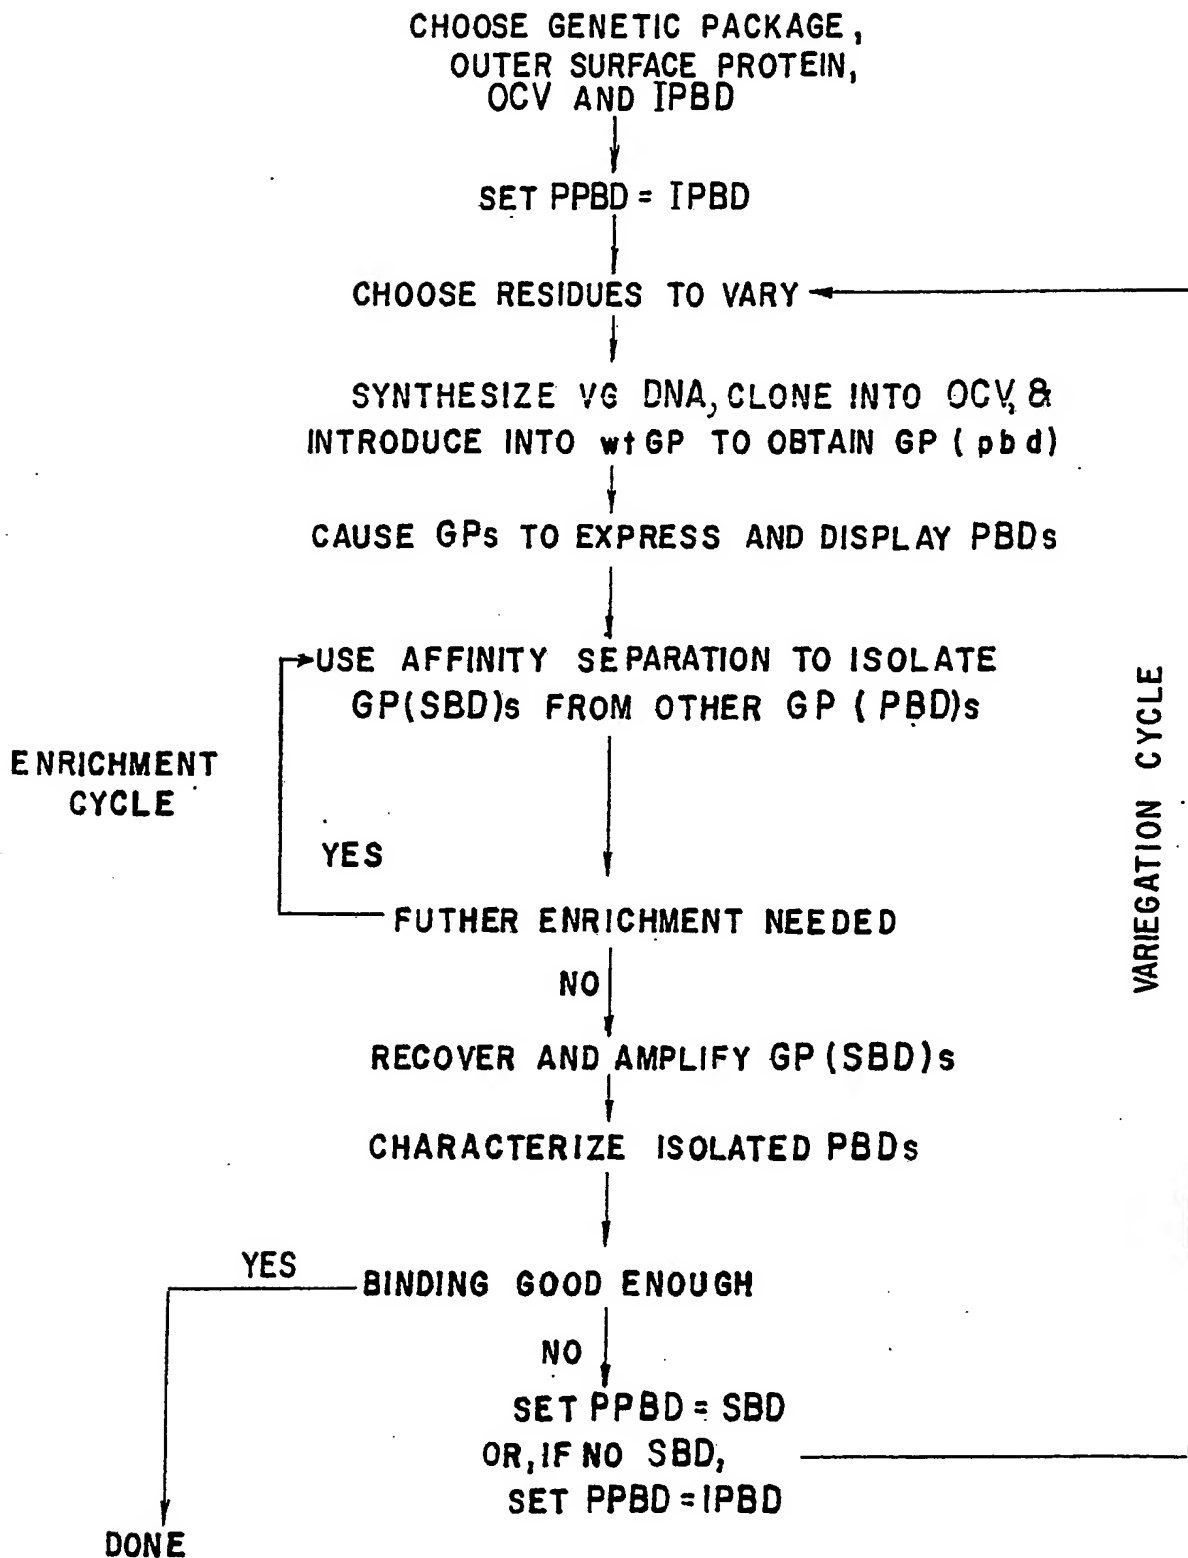 CHOOSE GENETIC PACKAGE,
OUTER SURFACE PROTEIN,
OCV AND IPBD
SET PPBD = IPBD
CHOOSE RESIDUES TO VARY
SYNTHESIZE VG DNA, CLONE INTO OCV, &
INTRODUCE INTO wt GP TO OBTAIN GP (pbd)
CAUSE GPs TO EXPRESS AND DISPLAY PBDs
USE AFFINITY SEPARATION TO ISOLATE
GP(SBD)s FROM OTHER GP (PBD)s
ENRICHMENT
CYCLE
YES
VARIEGATION CYCLE
FUTHER ENRICHMENT NEEDED
NO
RECOVER AND AMPLIFY GP (SBD)s
CHARACTERIZE ISOLATED PBDs
YES
BINDING GOOD ENOUGH
NO
SET PPBD = SBD
OR, IF NO SBD,
SET PPBD = IPBD
DONE